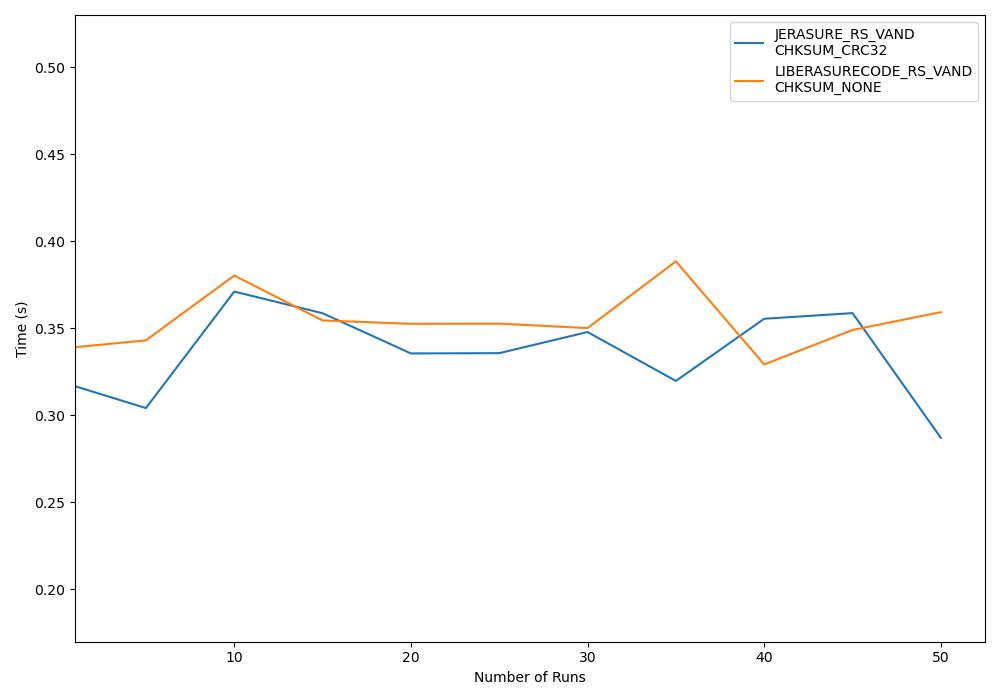 JERASURE_RS_VAND
CHKSUM_CRC32
LIBERASURECODE_RS_VAND
CHKSUM_NONE
Time (s)
0.50
0.45
0.40
0.35
0.30
0.25
0.20
10 20 30 40 50
Number of Runs